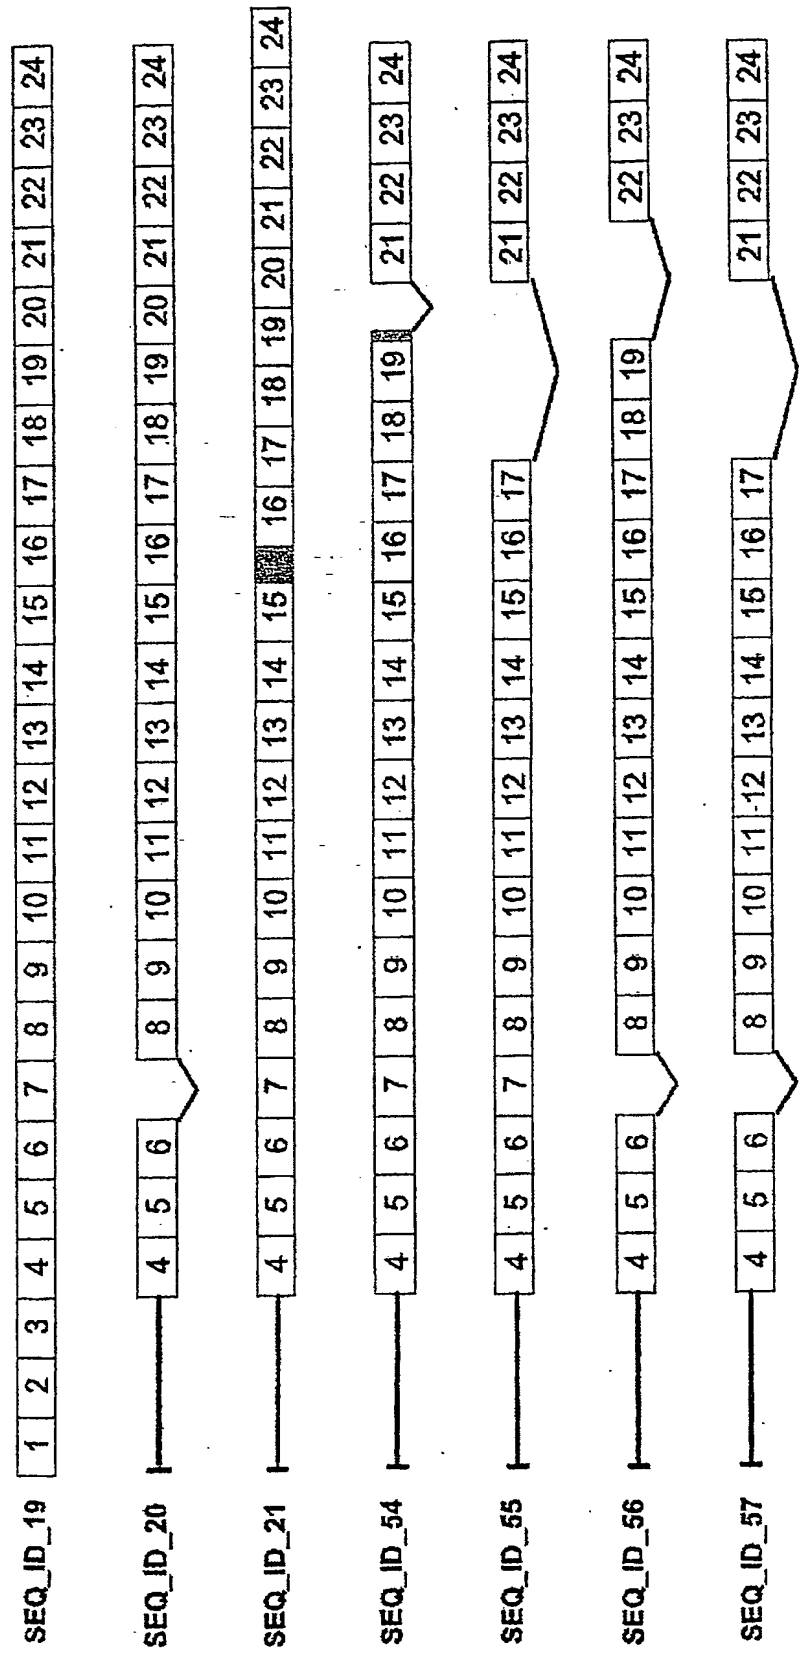 SEQ_ID_19 1 2 3 4 5 6 7 8 9 10 11 12 13 14 15 16 17 18 19 20 21 22 23 24
SEQ_ID_20 4 5 6 8 9 10 11 12 13 14 15 16 17 18 19 20 21 22 23 24
SEQ_ID_21 4 5 6 7 8 9 10 11 12 13 14 15 16 17 18 19 20 21 22 23 24
SEQ_ID_54 4 5 6 7 8 9 10 11 12 13 14 15 16 17 18 19 21 22 23 24
SEQ_ID_55 4 5 6 7 8 9 10 11 12 13 14 15 16 17 21 22 23 24
SEQ_ID_56 4 5 6 8 9 10 11 12 13 14 15 16 17 18 19 22 23 24
SEQ_ID_57 4 5 6 8 9 10 11 12 13 14 15 16 17 21 22 23 24